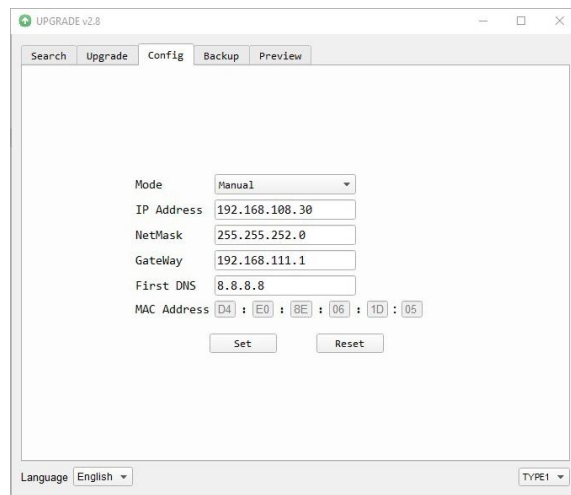 UPGRADE v2.8
Search Upgrade Config Backup Preview
Mode Manual
IP Address 192.168.108.30
NetMask 255.255.252.0
GateWay 192.168.111.1
First DNS 8.8.8.8
MAC Address D4 : E0 : 8E : 06 : 1D : 05
Set Reset
Language English TYPE1